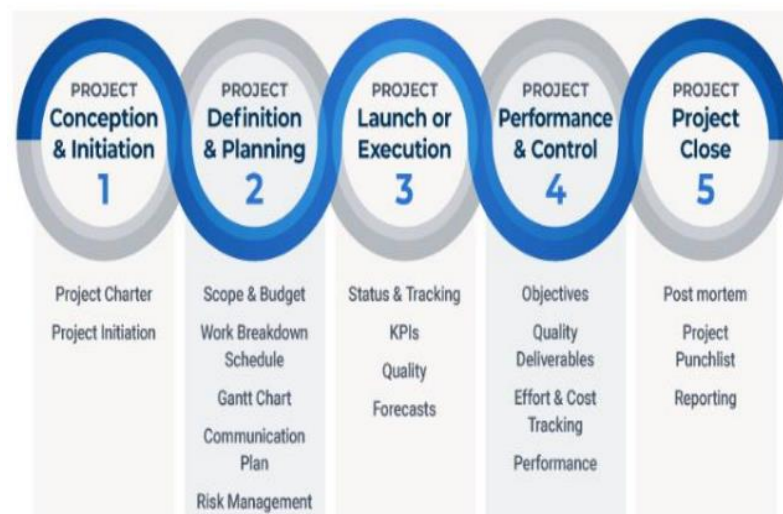 PROJECT
Conception
& Initiation
1
Project Charter
Project Initiation
PROJECT
Definition
& Planning
2
Scope & Budget
Work Breakdown
Schedule
Gantt Chart
Communication
Plan
Risk Management
PROJECT
Launch or
Execution
3
Status & Tracking
KPIs
Quality
Forecasts
PROJECT
Performance
& Control
4
Objectives
Quality
Deliverables
Effort & Cost
Tracking
Performance
PROJECT
Project
Close
5
Post mortem
Project
Punchlist
Reporting